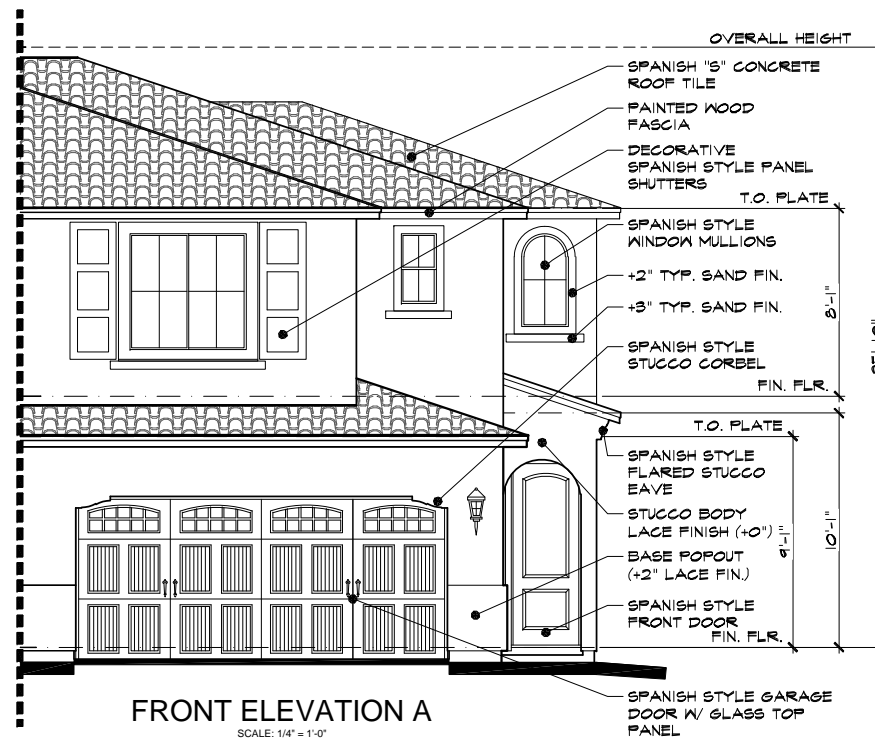 OVERALL HEIGHT
SPANISH "S" CONCRETE
ROOF TILE
PAINTED WOOD
FASCIA
DECORATIVE
SPANISH STYLE PANEL
SHUTTERS
T.O. PLATE
SPANISH STYLE
WINDOW MULLIONS
+2" TYP. SAND FIN.
+3" TYP. SAND FIN.
8'-1"
SPANISH STYLE
STUCCO CORBEL
FIN. FLR.
T.O. PLATE
SPANISH STYLE
FLARED STUCCO
EAVE
STUCCO BODY
LACE FINISH (+0")
9'-1"
10'-1"
BASE POPOUT
(+2" LACE FIN.)
SPANISH STYLE
FRONT DOOR
FIN. FLR.
SPANISH STYLE GARAGE
DOOR W/ GLASS TOP
PANEL
FRONT ELEVATION A
SCALE: 1/4" = 1'-0"